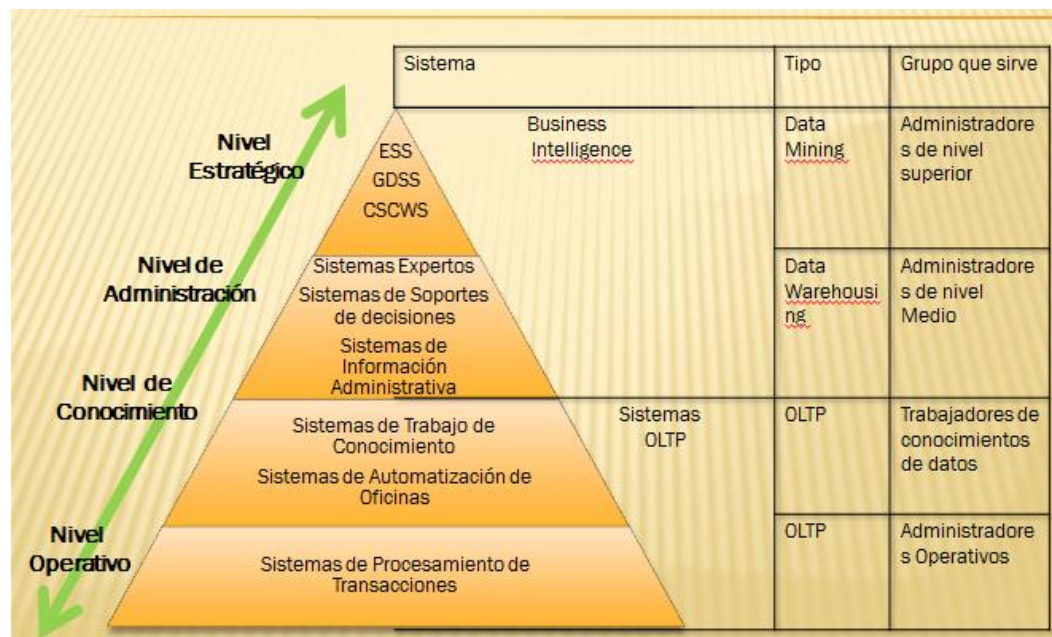 Sistema
Tipo
Grupo que sirve
Nivel
Estratégico
ESS
GDSS
CSCWS
Business
Intelligence
Data
Mining
Administradore
s de nivel
superior
Nivel de
Administración
Sistemas Expertos
Sistemas de Soportes
de decisiones
Sistemas de
Información
Administrativa
Data
Warehousi
ng
Administradore
s de nivel
Medio
Nivel de
Conocimiento
Sistemas de Trabajo de
Conocimiento
Sistemas de Automatización de
Oficinas
Sistemas
OLTP
OLTP
Trabajadores de
conocimientos
de datos
Nivel
Operativo
Sistemas de Procesamiento de
Transacciones
OLTP
Administradore
s Operativos